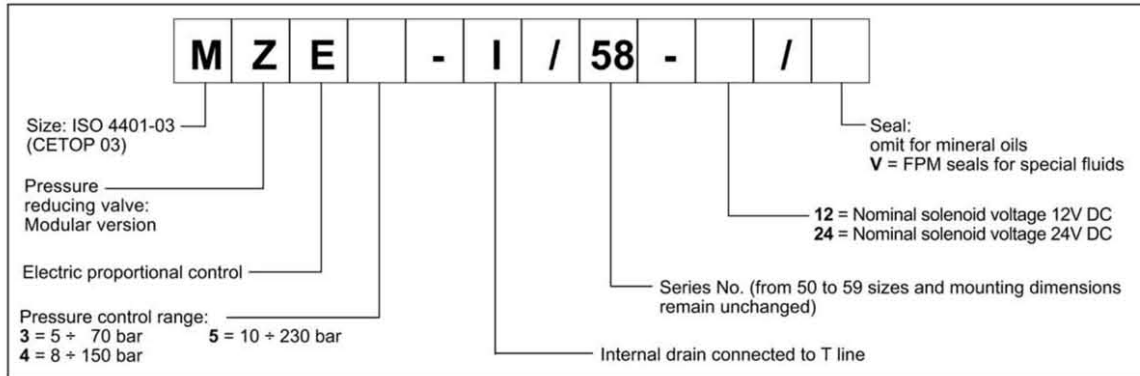 M Z E - I / 58 - /
Size: ISO 4401-03
(CETOP 03)
Pressure
reducing valve:
Modular version
Electric proportional control
Pressure control range:
3 = 5 ÷ 70 bar 5 = 10 ÷ 230 bar
4 = 8 ÷ 150 bar
Seal:
omit for mineral oils
V = FPM seals for special fluids
12 = Nominal solenoid voltage 12V DC
24 = Nominal solenoid voltage 24V DC
Series No. (from 50 to 59 sizes and mounting dimensions
remain unchanged)
Internal drain connected to T line